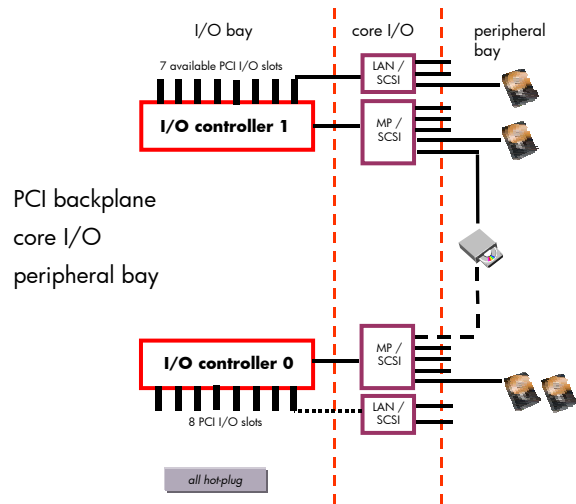 I/O bay
core I/O
peripheral
bay
7 available PCI I/O slots
LAN /
SCSI
I/O controller 1
MP /
SCSI
PCI backplane
core I/O
peripheral bay
I/O controller 0
MP /
SCSI
8 PCI I/O slots
LAN /
SCSI
all hot-plug